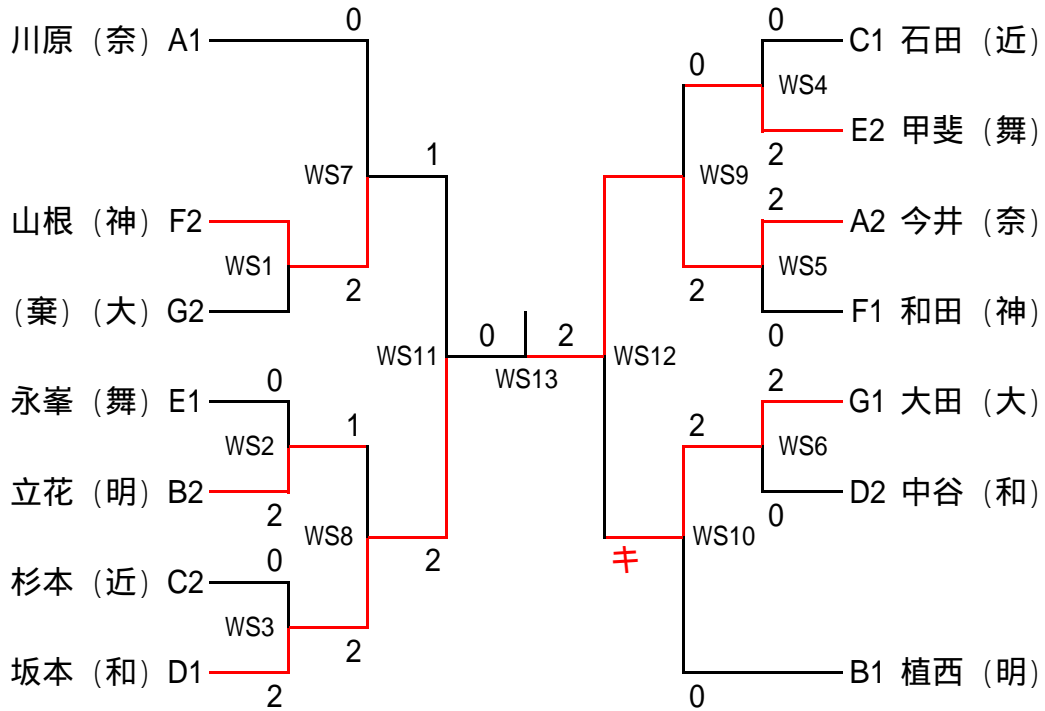 0
川原（奈）A1
WS7
1
山根（神）F2
WS1
2
（棄）（大）G2
WS11
0
永峯（舞）E1
WS2
1
立花（明）B2
2
WS8
0
2
杉本（近）C2
WS3
2
坂本（和）D1
2
0
2
WS13
0
C1 石田（近）
0
WS4
E2 甲斐（舞）
2
WS9
2
A2 今井（奈）
WS5
2
F1 和田（神）
0
WS12
2
G1 大田（大）
2
WS6
D2 中谷（和）
0
WS10
キ
B1 植西（明）
0